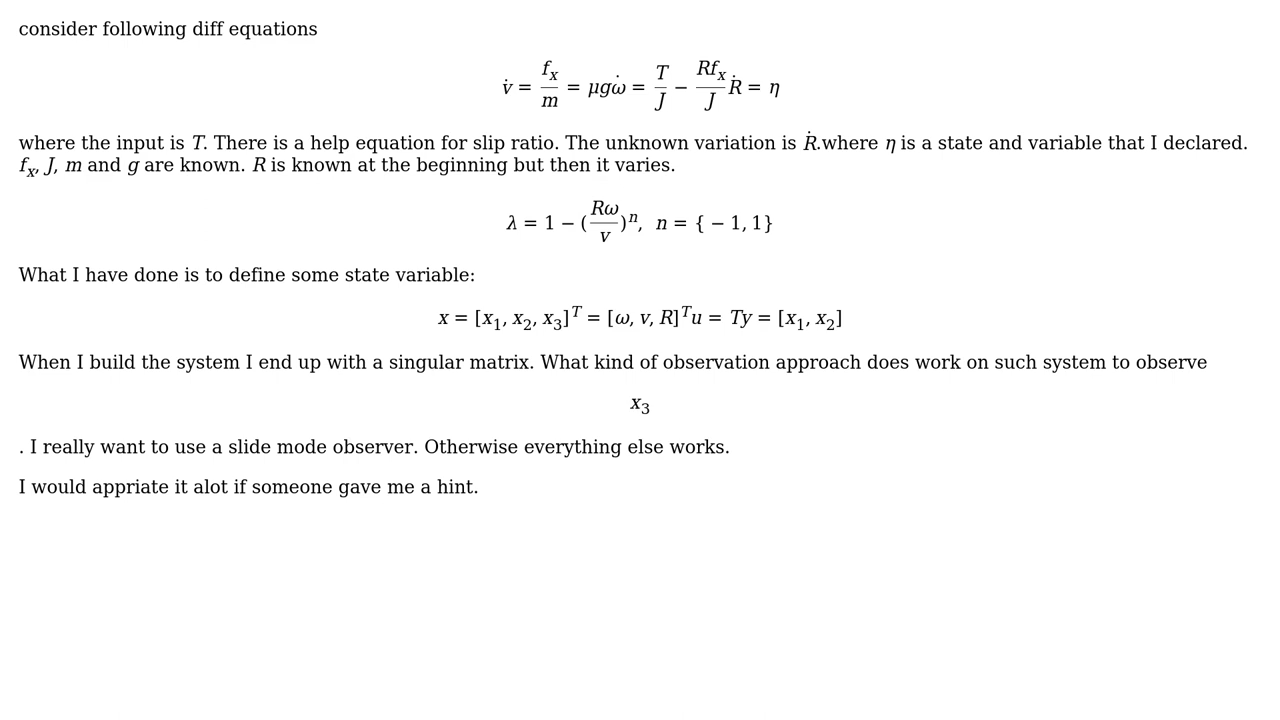 consider following diff equations
v̇ = f_x/m = μgω̇ = T/J − Rf_x/J Ṙ = η
where the input is T. There is a help equation for slip ratio. The unknown variation is Ṙ.where η is a state and variable that I declared.
f_x, J, m and g are known. R is known at the beginning but then it varies.
λ = 1 − (Rω/v)^n, n = { − 1, 1}
What I have done is to define some state variable:
x = [x_1, x_2, x_3]^T = [ω, v, R]^T u = Ty = [x_1, x_2]
When I build the system I end up with a singular matrix. What kind of observation approach does work on such system to observe
x_3
. I really want to use a slide mode observer. Otherwise everything else works.
I would appriate it alot if someone gave me a hint.